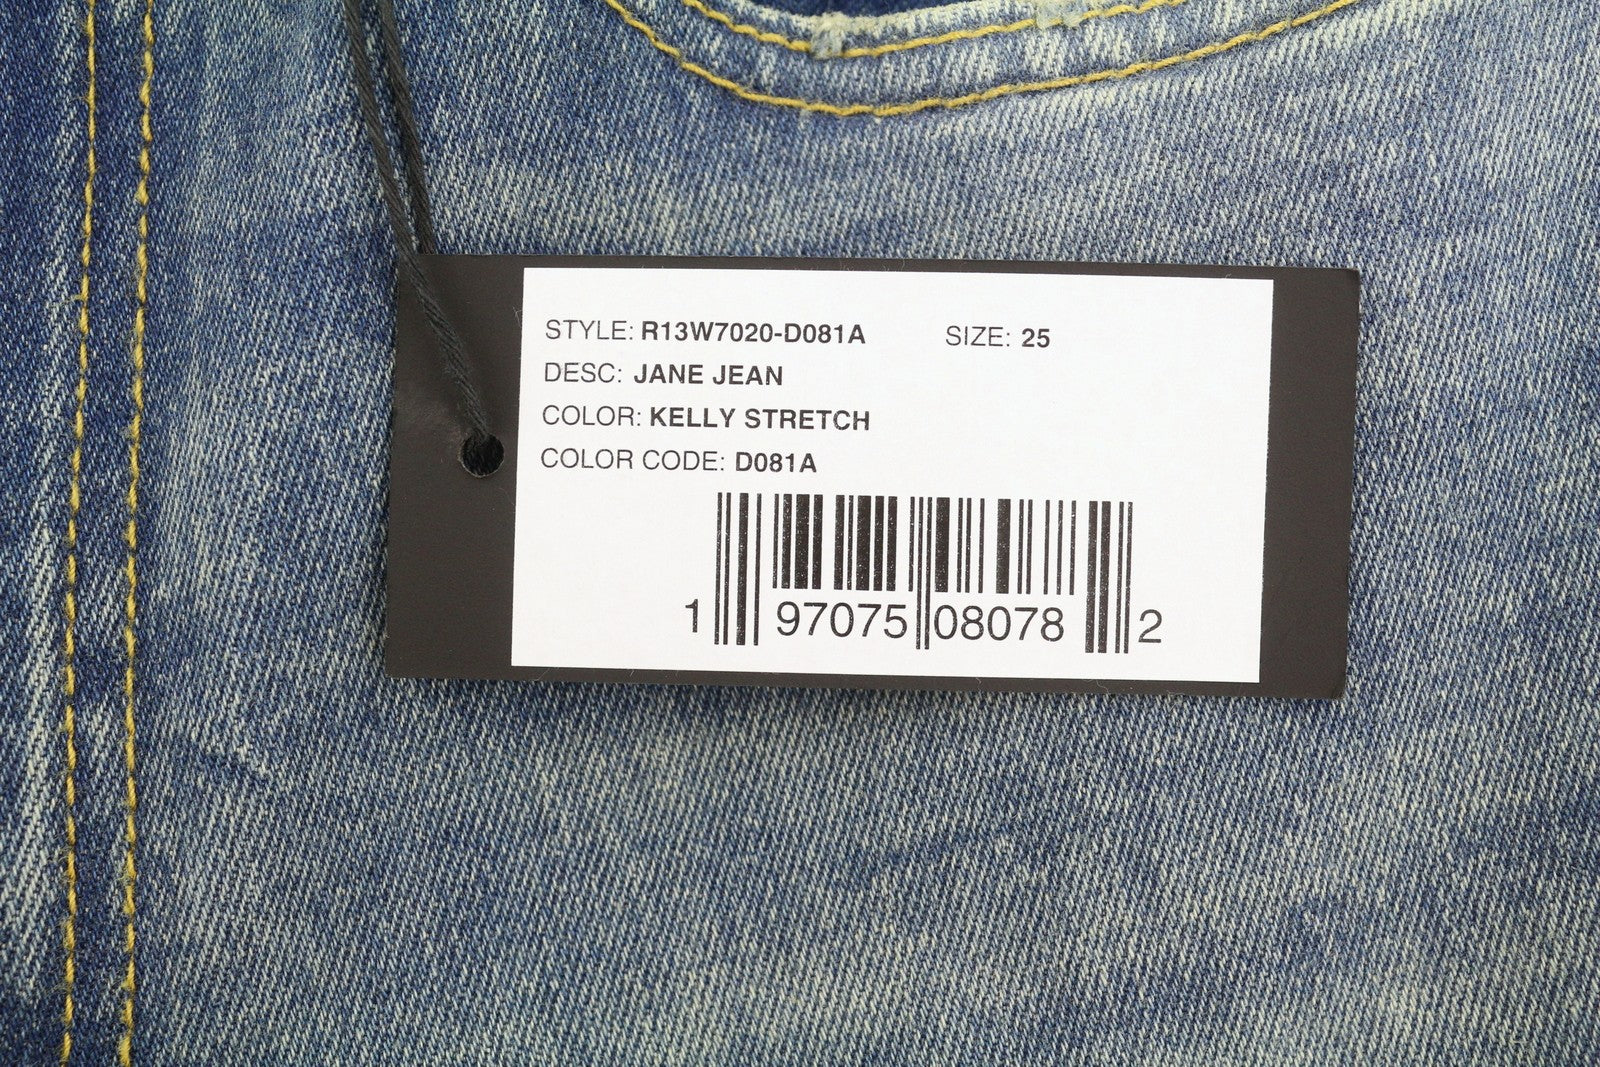 STYLE: R13W7020-D081A SIZE: 25
DESC: JANE JEAN
COLOR: KELLY STRETCH
COLOR CODE: D081A
1 97075 08078 2